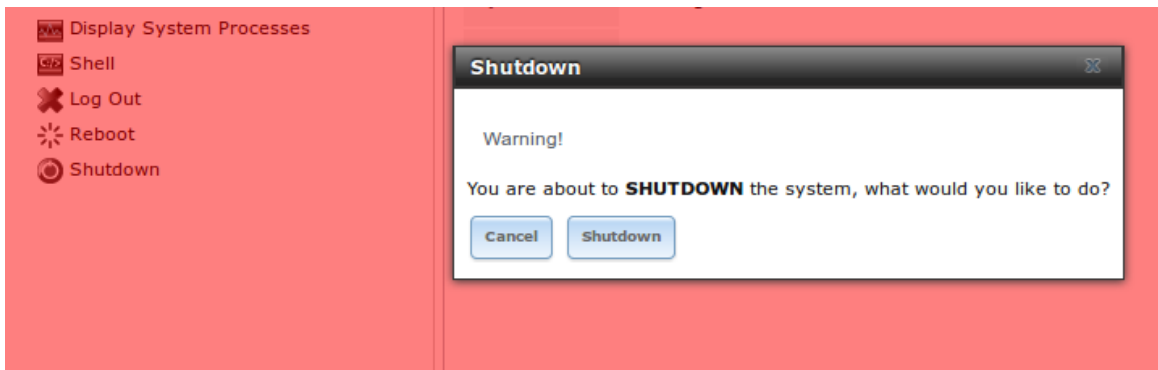 Display System Processes
Shell
Log Out
Reboot
Shutdown
Shutdown
Warning!
You are about to SHUTDOWN the system, what would you like to do?
Cancel Shutdown